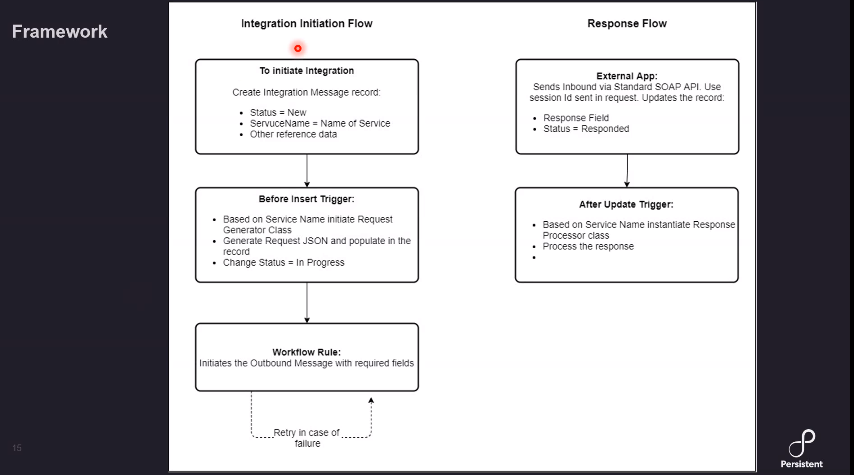 Framework
Integration Initiation Flow
To initiate Integration
Create Integration Message record:
• Status = New
• ServuceName = Name of Service
• Other reference data
Before Insert Trigger:
• Based on Service Name initiate Request
Generator Class
• Generate Request JSON and populate in the
record
• Change Status = In Progress
Workflow Rule:
Initiates the Outbound Message with required fields
Retry in case of
failure
Response Flow
External App:
Sends Inbound via Standard SOAP API. Use
session Id sent in request. Updates the record:
• Response Field
• Status = Responded
After Update Trigger:
• Based on Service Name instantiate Response
Processor class
• Process the response
•
15
Persistent